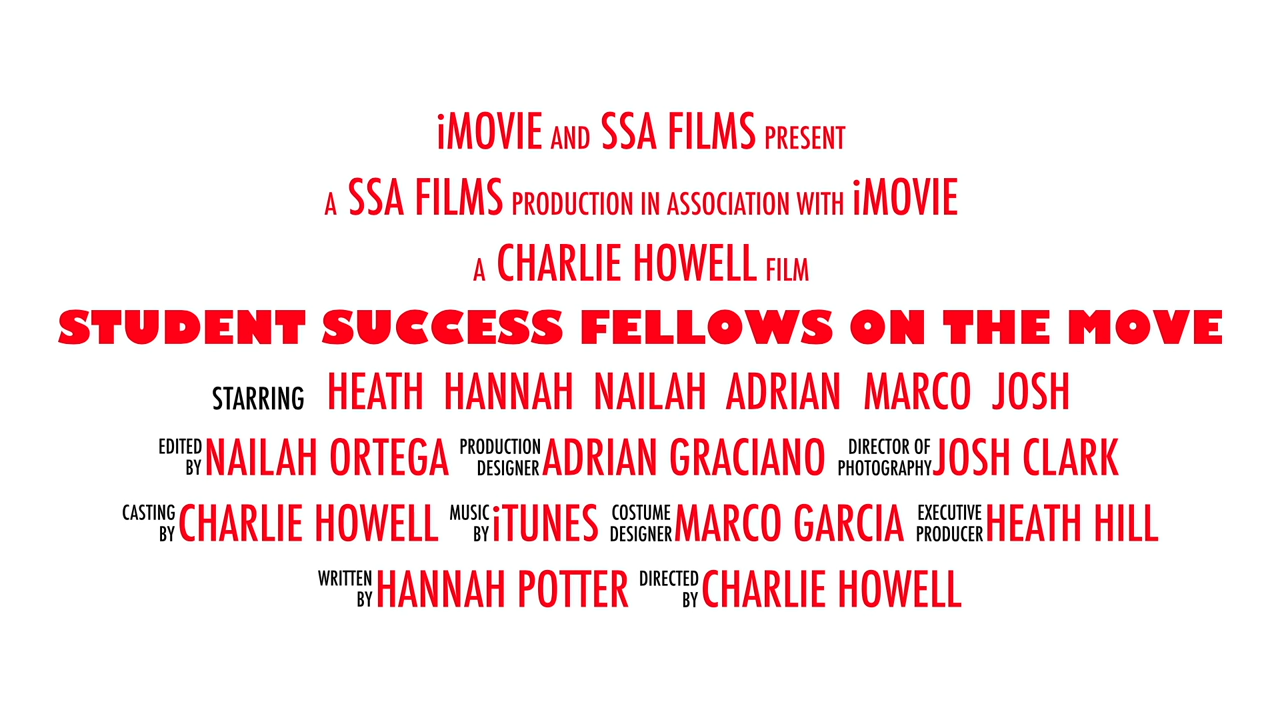 iMOVIE AND SSA FILMS PRESENT
A SSA FILMS PRODUCTION IN ASSOCIATION WITH iMOVIE
A CHARLIE HOWELL FILM
STUDENT SUCCESS FELLOWS ON THE MOVE
STARRING HEATH HANNAH NAILAH ADRIAN MARCO JOSH
EDITED BY NAILAH ORTEGA PRODUCTION DESIGNER ADRIAN GRACIANO DIRECTOR OF PHOTOGRAPHY JOSH CLARK
CASTING BY CHARLIE HOWELL MUSIC BY iTUNES COSTUME DESIGNER MARCO GARCIA EXECUTIVE PRODUCER HEATH HILL
WRITTEN BY HANNAH POTTER DIRECTED BY CHARLIE HOWELL